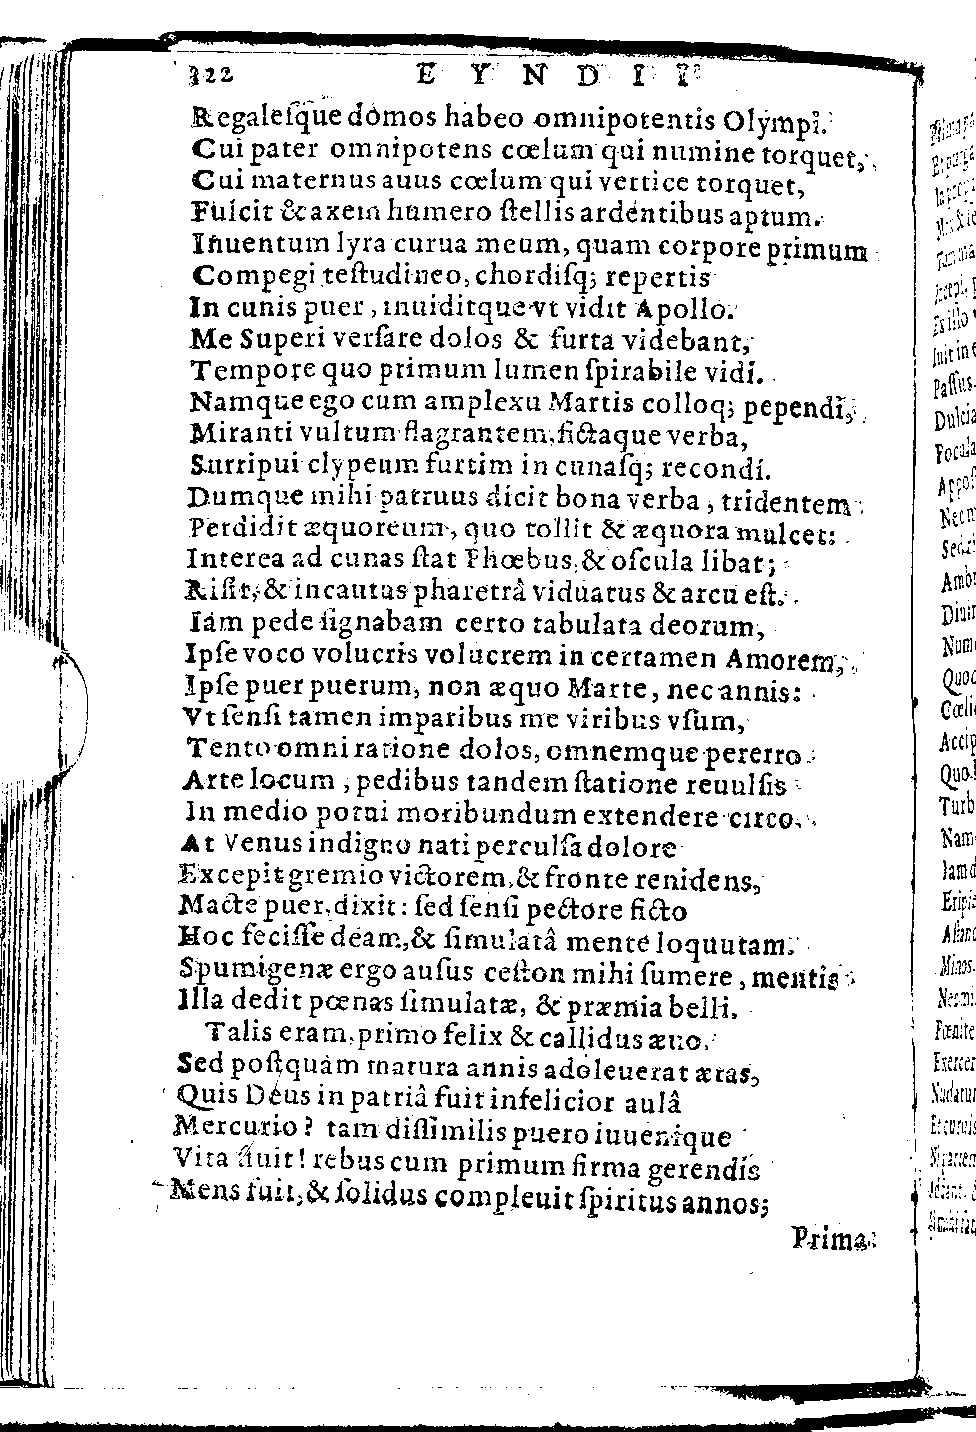 322 EYNDII
Regaleſque domos habeo omnipotentis Olympi.
Cui pater omnipotens cœlum qui numine torquet,
Cui maternus auus cœlum qui vertice torquet,
Fulcit & axem humero ſtellis ardentibus aptum.
Inuentum lyra curua meum, quam corpore primum
Compegi teſtudineo, chordiſq; repertis
In cunis puer, inuiditque vt vidit Apollo.
Me Superi verſare dolos & furta videbant,
Tempore quo primum lumen ſpirabile vidi.
Namque ego cum amplexu Martis colloq; pependi,
Miranti vultum flagrantem, fictaque verba,
Surripui clypeum furtim in cunaſq; recondi.
Dumque mihi patruus dicit bona verba, tridentem
Perdidit æquoreum, quo tollit & æquora mulcet:
Interea ad cunas ſtat Phœbus, & oſcula libat;
Riſit, & incautus pharetrâ viduatus & arcu eſt.
Iam pede ſignabam certo tabulata deorum,
Ipſe voco volucris volucrem in certamen Amorem,
Ipſe puer puerum, non æquo Marte, nec annis:
Vt ſenſi tamen imparibus me viribus vſum,
Tento omni ratione dolos, omnemque pererro
Arte locum, pedibus tandem ſtatione reuulſis
In medio potui moribundum extendere circo.
At Venus indigno nati perculſa dolore
Excepit gremio victorem, & fronte renidens,
Macte puer, dixit: ſed ſenſi pectore ficto
Hoc feciſſe deam, & ſimulatâ mente loquutam.
Spumigenæ ergo auſus ceſton mihi ſumere, mentis
Illa dedit pœnas ſimulatæ, & præmia belli.
Talis eram, primo felix & callidus æuo.
Sed poſtquàm matura annis adoleuerat ætas,
Quis Deus in patriâ fuit infelicior aulâ
Mercurio? tam diſſimilis puero iuuenique
Vita fuit! rebus cum primum firma gerendis
Mens fuit, & ſolidus compleuit ſpiritus annos;
Prima